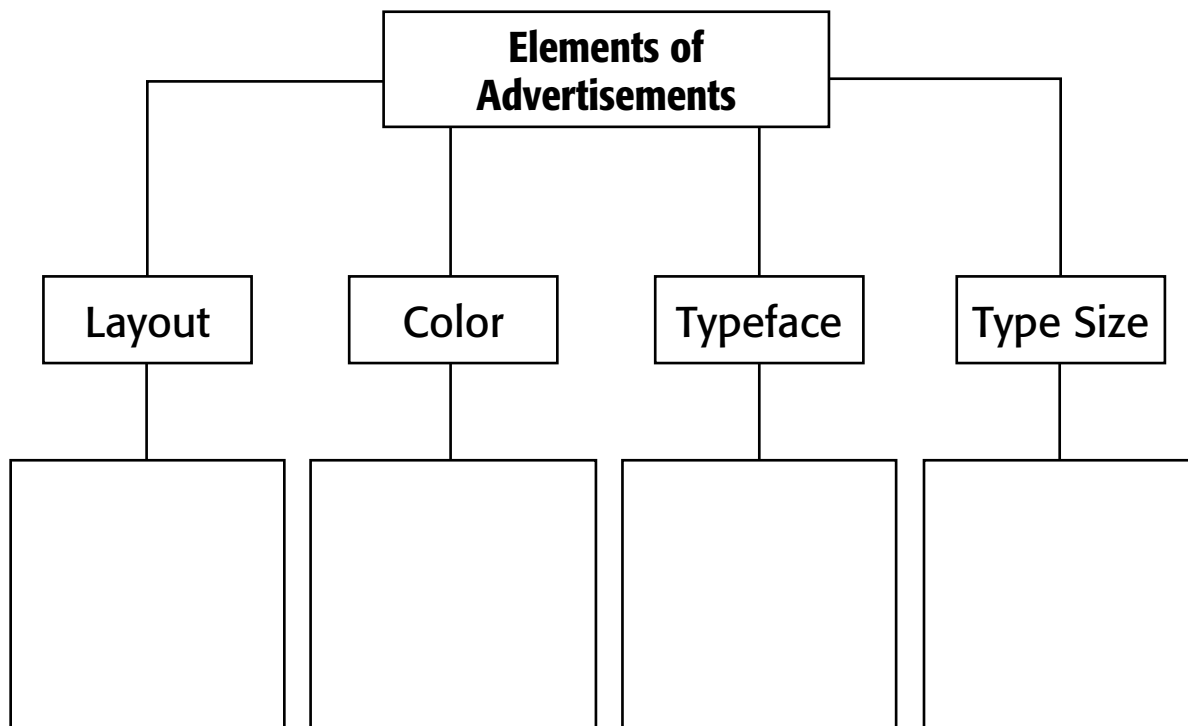 Elements of
Advertisements
Layout
Color
Typeface
Type Size